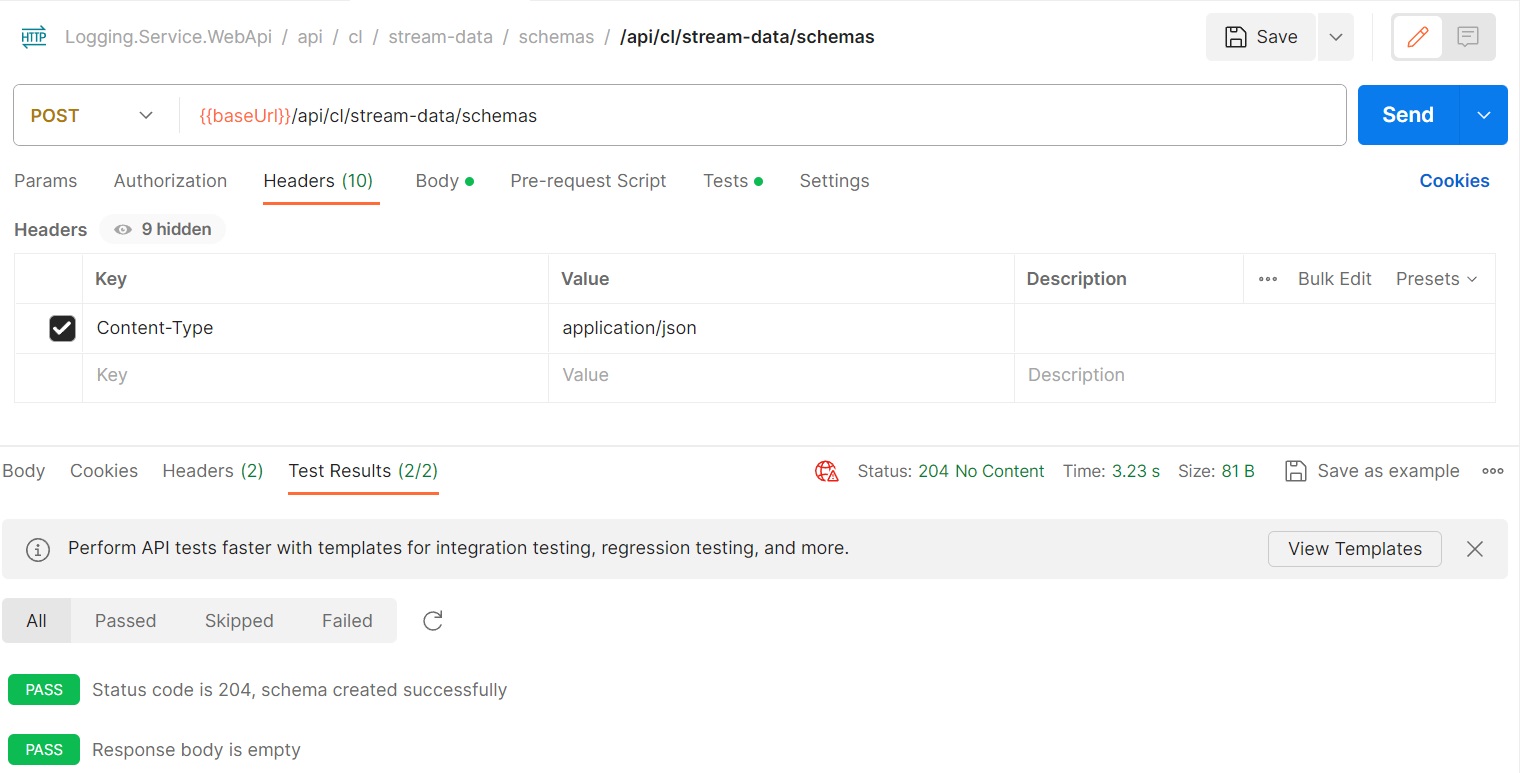 HTTP Logging.Service.WebApi / api / cl / stream-data / schemas / /api/cl/stream-data/schemas Save
POST {{baseUrl}}/api/cl/stream-data/schemas Send
Params Authorization Headers (10) Body Pre-request Script Tests Settings Cookies
Headers 9 hidden
Key Value Description Bulk Edit Presets
Content-Type application/json
Key Value Description
Body Cookies Headers (2) Test Results (2/2) Status: 204 No Content Time: 3.23 s Size: 81 B Save as example
Perform API tests faster with templates for integration testing, regression testing, and more. View Templates
All Passed Skipped Failed
PASS Status code is 204, schema created successfully
PASS Response body is empty